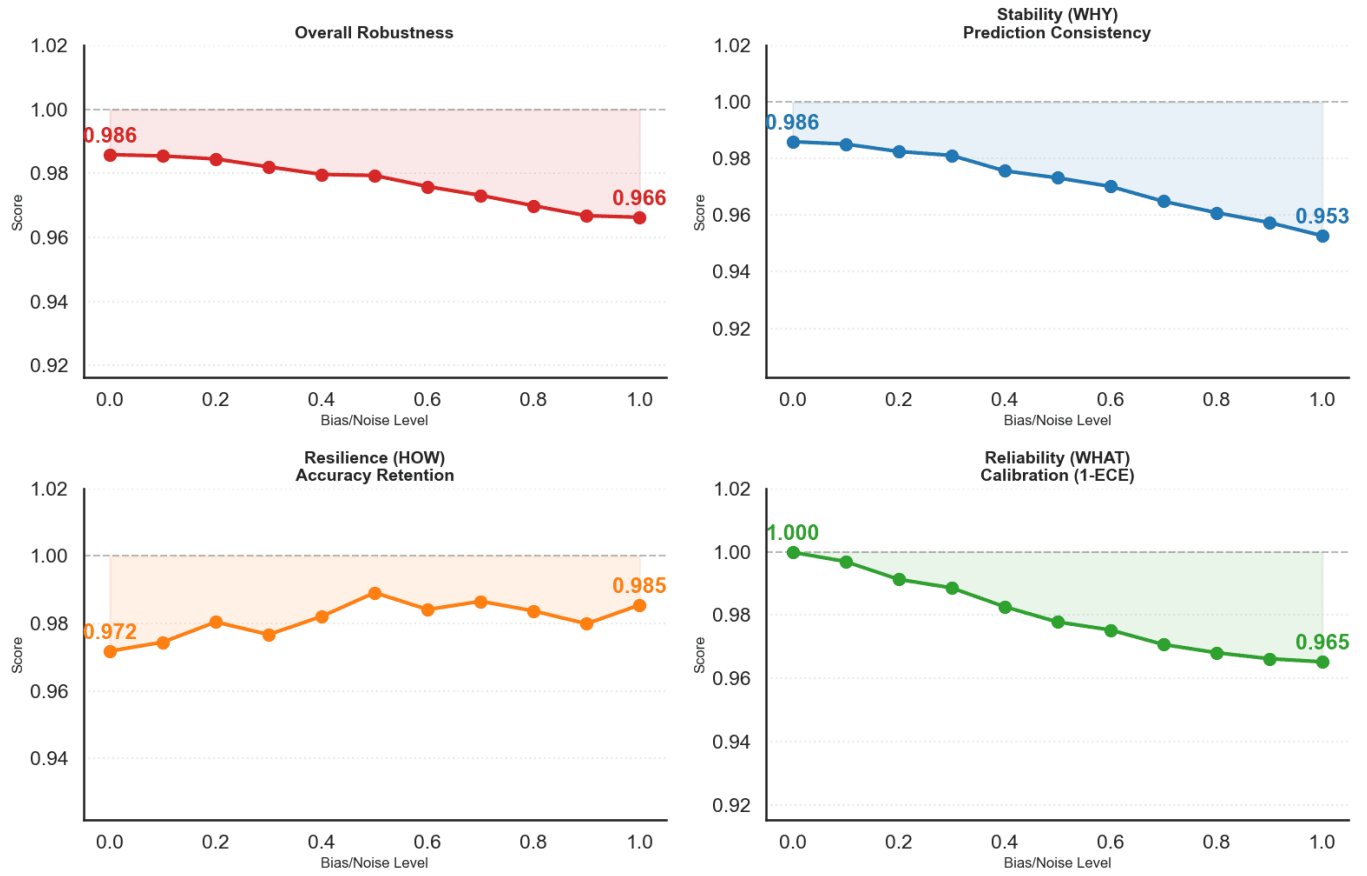 Overall Robustness
1.02
1.00
0.98
0.96
0.94
0.92
Score
0.986
0.966
0.0 0.2 0.4 0.6 0.8 1.0
Bias/Noise Level
Stability (WHY)
Prediction Consistency
1.02
1.00
0.98
0.96
0.94
0.92
Score
0.986
0.953
0.0 0.2 0.4 0.6 0.8 1.0
Bias/Noise Level
Resilience (HOW)
Accuracy Retention
1.02
1.00
0.98
0.96
0.94
Score
0.972
0.985
0.0 0.2 0.4 0.6 0.8 1.0
Bias/Noise Level
Reliability (WHAT)
Calibration (1-ECE)
1.02
1.00
0.98
0.96
0.94
0.92
Score
1.000
0.965
0.0 0.2 0.4 0.6 0.8 1.0
Bias/Noise Level